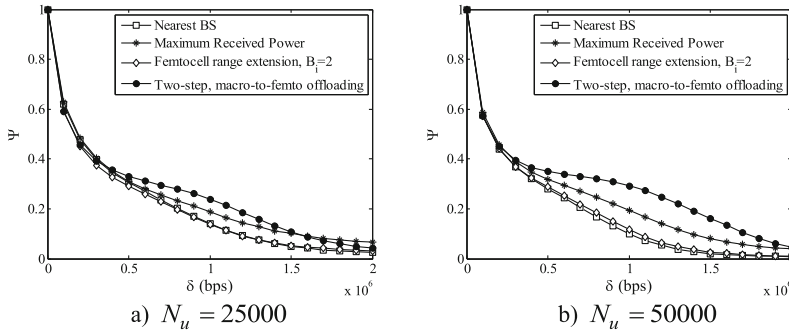 1
0.8
0.6
0.4
0.2
0
Ψ
0
0.5
1
1.5
2
δ (bps)
x 10^6
Nearest BS
Maximum Received Power
Femtocell range extension, B_i=2
Two-step, macro-to-femto offloading
a) N_u = 25000
1
0.8
0.6
0.4
0.2
0
Ψ
0
0.5
1
1.5
δ (bps)
x 10^6
Nearest BS
Maximum Received Power
Femtocell range extension, B_i=2
Two-step, macro-to-femto offloading
b) N_u = 50000